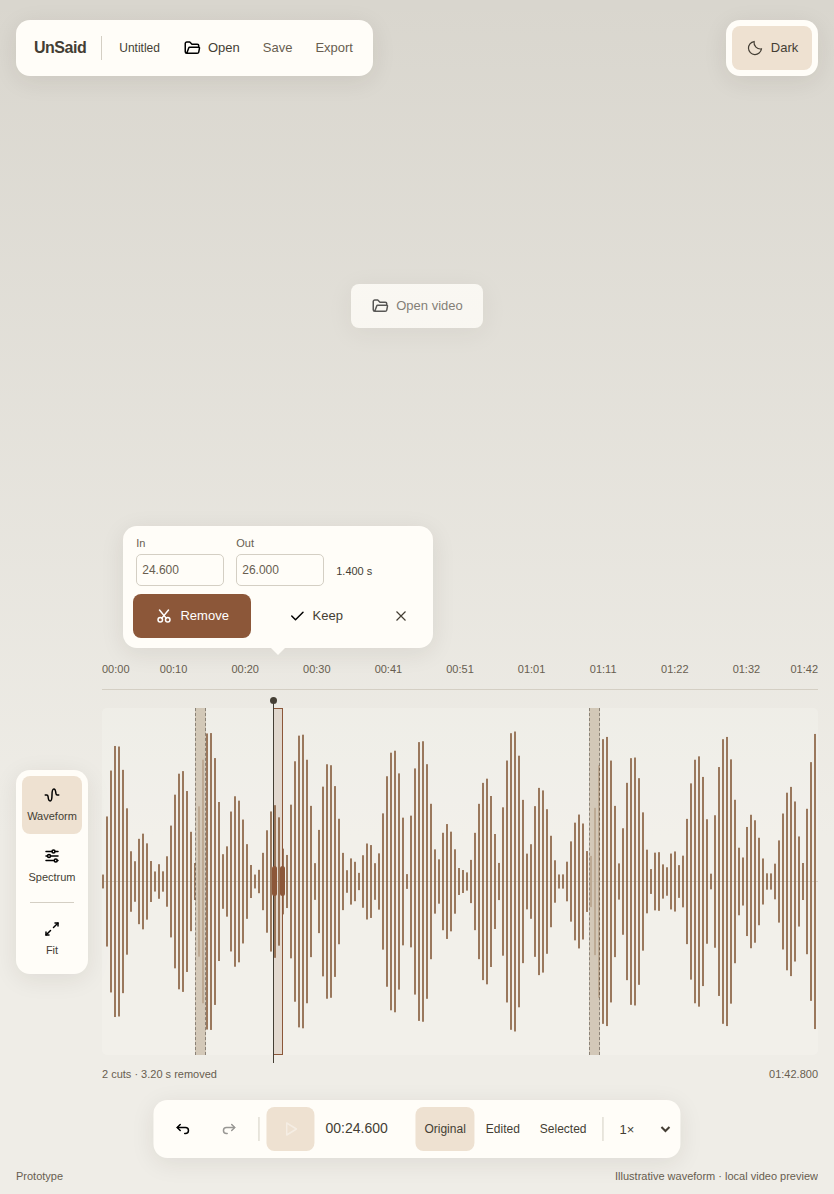 UnSaid Untitled Open Save Export Dark
Open video
In Out
24.600 26.000 1.400 s
Remove Keep
00:00 00:10 00:20 00:30 00:41 00:51 01:01 01:11 01:22 01:32 01:42
Waveform
Spectrum
Fit
2 cuts · 3.20 s removed 01:42.800
00:24.600 Original Edited Selected 1×
Prototype Illustrative waveform · local video preview